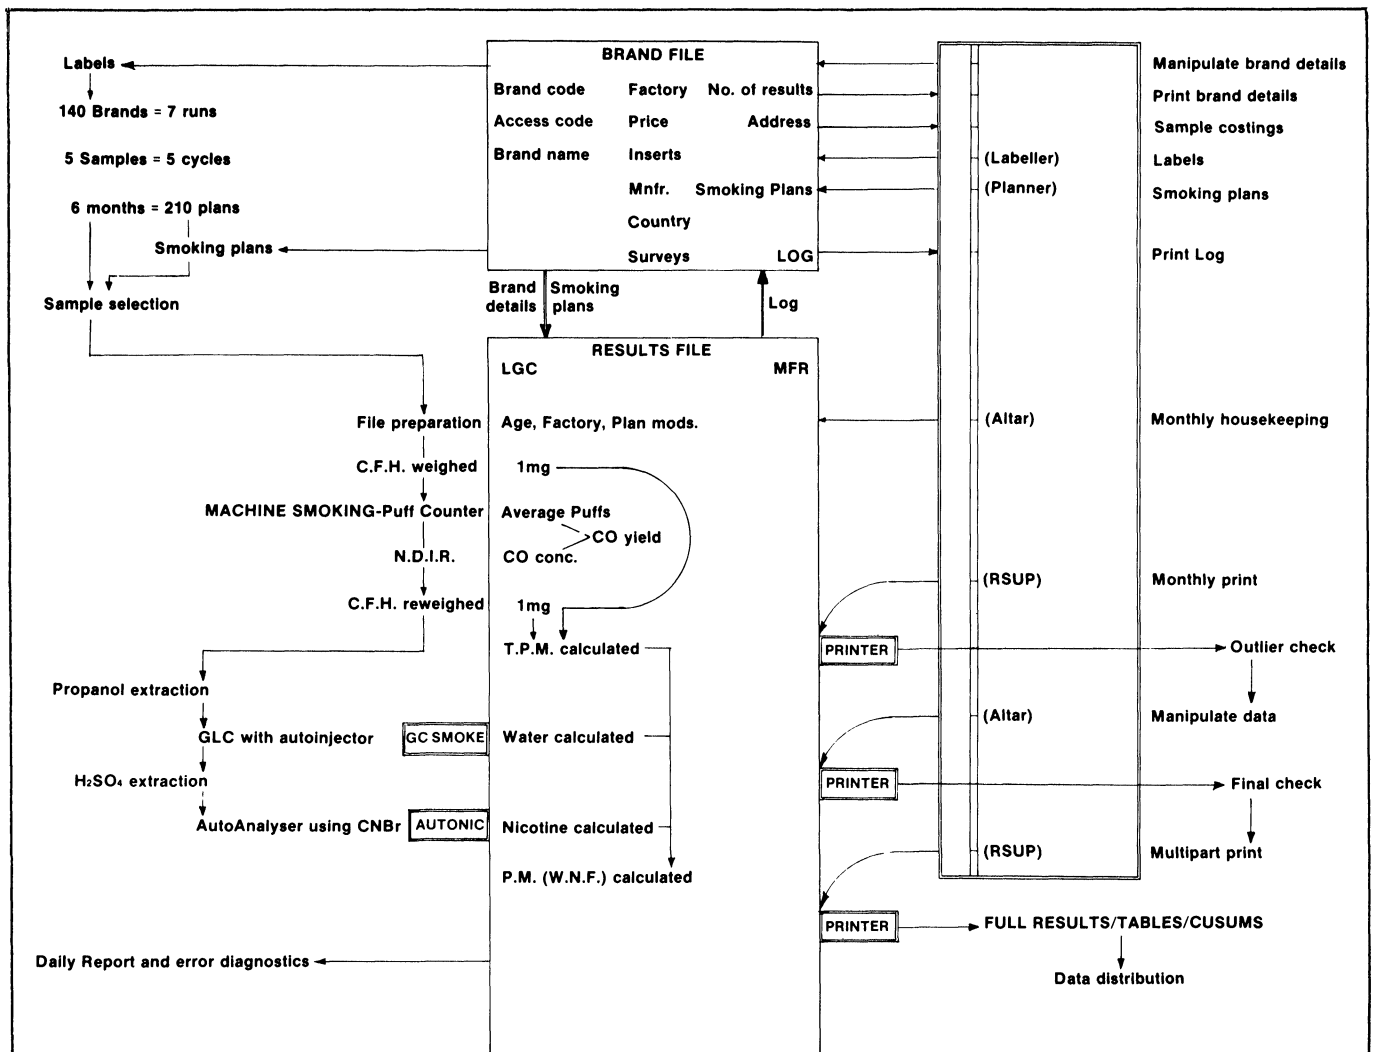 BRAND FILE
Labels
Manipulate brand details
Brand code Factory No. of results
Print brand details
140 Brands = 7 runs
Access code Price Address
Sample costings
5 Samples = 5 cycles
Brand name Inserts
(Labeller) Labels
Mnfr. Smoking Plans
(Planner) Smoking plans
6 months = 210 plans
Country
Smoking plans
Surveys LOG
Print Log
Brand details
Smoking plans
Log
Sample selection
RESULTS FILE
LGC MFR
File preparation Age, Factory, Plan mods.
(Altar) Monthly housekeeping
C.F.H. weighed 1mg
MACHINE SMOKING-Puff Counter Average Puffs
CO yield
N.D.I.R. CO conc.
(RSUP) Monthly print
C.F.H. reweighed 1mg
T.P.M. calculated
PRINTER Outlier check
Propanol extraction
(Altar) Manipulate data
GLC with autoinjector GC SMOKE Water calculated
H₂SO₄ extraction
PRINTER Final check
AutoAnalyser using CNBr AUTONIC Nicotine calculated
(RSUP) Multipart print
P.M. (W.N.F.) calculated
PRINTER FULL RESULTS/TABLES/CUSUMS
Daily Report and error diagnostics
Data distribution